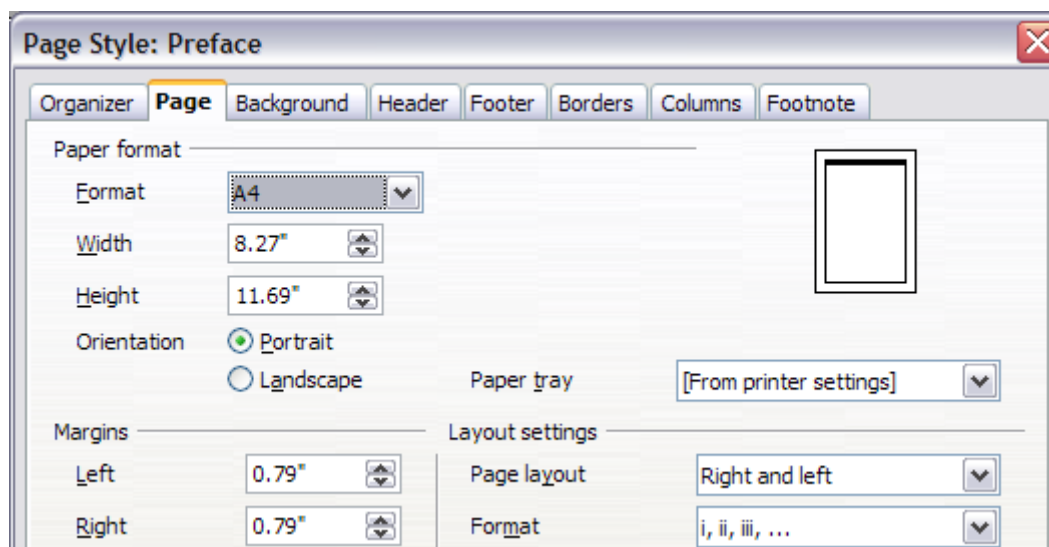 Page Style: Preface
Organizer Page Background Header Footer Borders Columns Footnote
Paper format
Format A4
Width 8.27"
Height 11.69"
Orientation Portrait
Landscape Paper tray [From printer settings]
Margins Layout settings
Left 0.79" Page layout Right and left
Right 0.79" Format i, ii, iii, ...